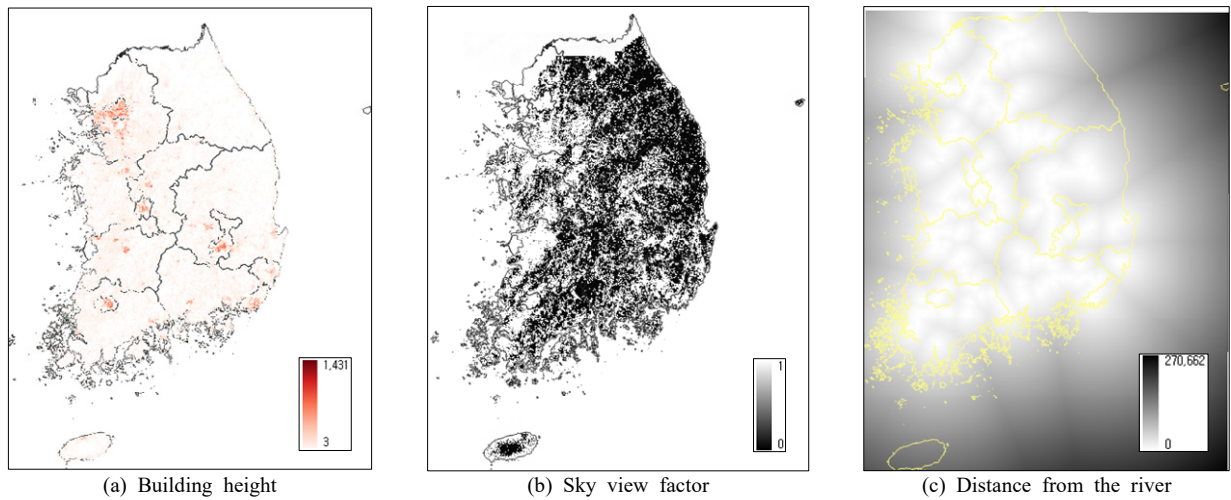 1,431
3
1
0
270,662
0
(a) Building height
(b) Sky view factor
(c) Distance from the river